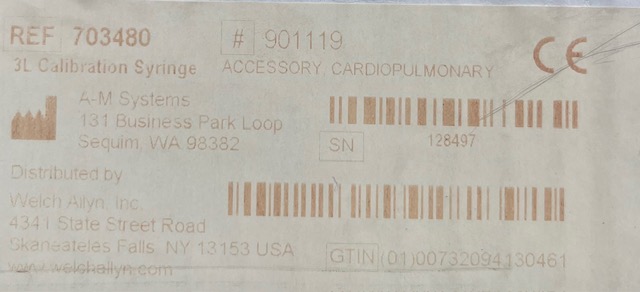 REF 703480 # 901119
3L Calibration Syringe ACCESSORY CARDIOPULMONARY
CE
A-M Systems
131 Business Park Loop
Sequim, WA 98382
SN 128497
Distributed by
Welch Allyn, Inc.
4341 State Street Road
Skaneateles Falls, NY 13153 USA
www.welchallyn.com
GTIN (01)00732094130461